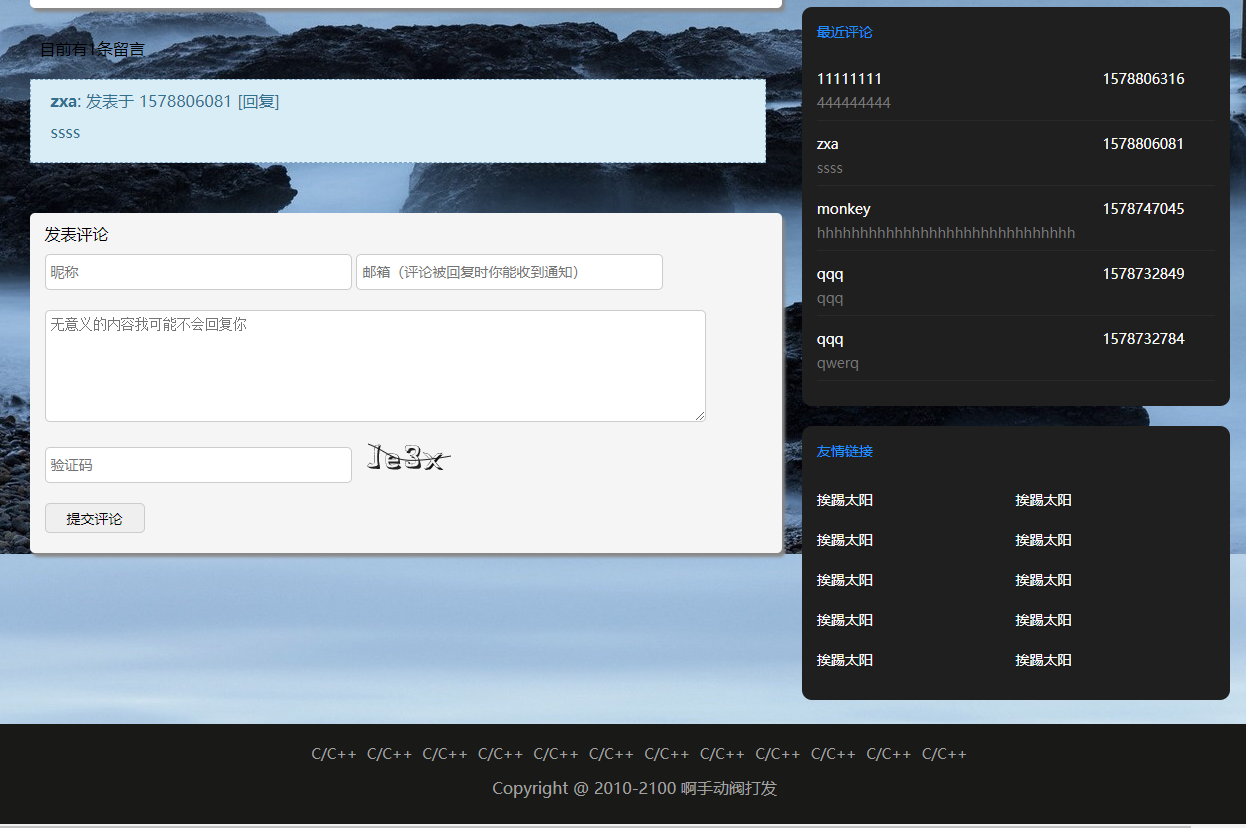 目前有1条留言
zxa: 发表于 1578806081 [回复]
ssss
发表评论
昵称 邮箱（评论被回复时你能收到通知）
无意义的内容我可能不会回复你
验证码 Je3x
提交评论
最近评论
11111111 1578806316
444444444
zxa 1578806081
ssss
monkey 1578747045
hhhhhhhhhhhhhhhhhhhhhhhhhhhhhh
qqq 1578732849
qqq
qqq 1578732784
qwerq
友情链接
挨踢太阳 挨踢太阳
挨踢太阳 挨踢太阳
挨踢太阳 挨踢太阳
挨踢太阳 挨踢太阳
挨踢太阳 挨踢太阳
C/C++ C/C++ C/C++ C/C++ C/C++ C/C++ C/C++ C/C++ C/C++ C/C++ C/C++ C/C++
Copyright @ 2010-2100 啊手动阀打发